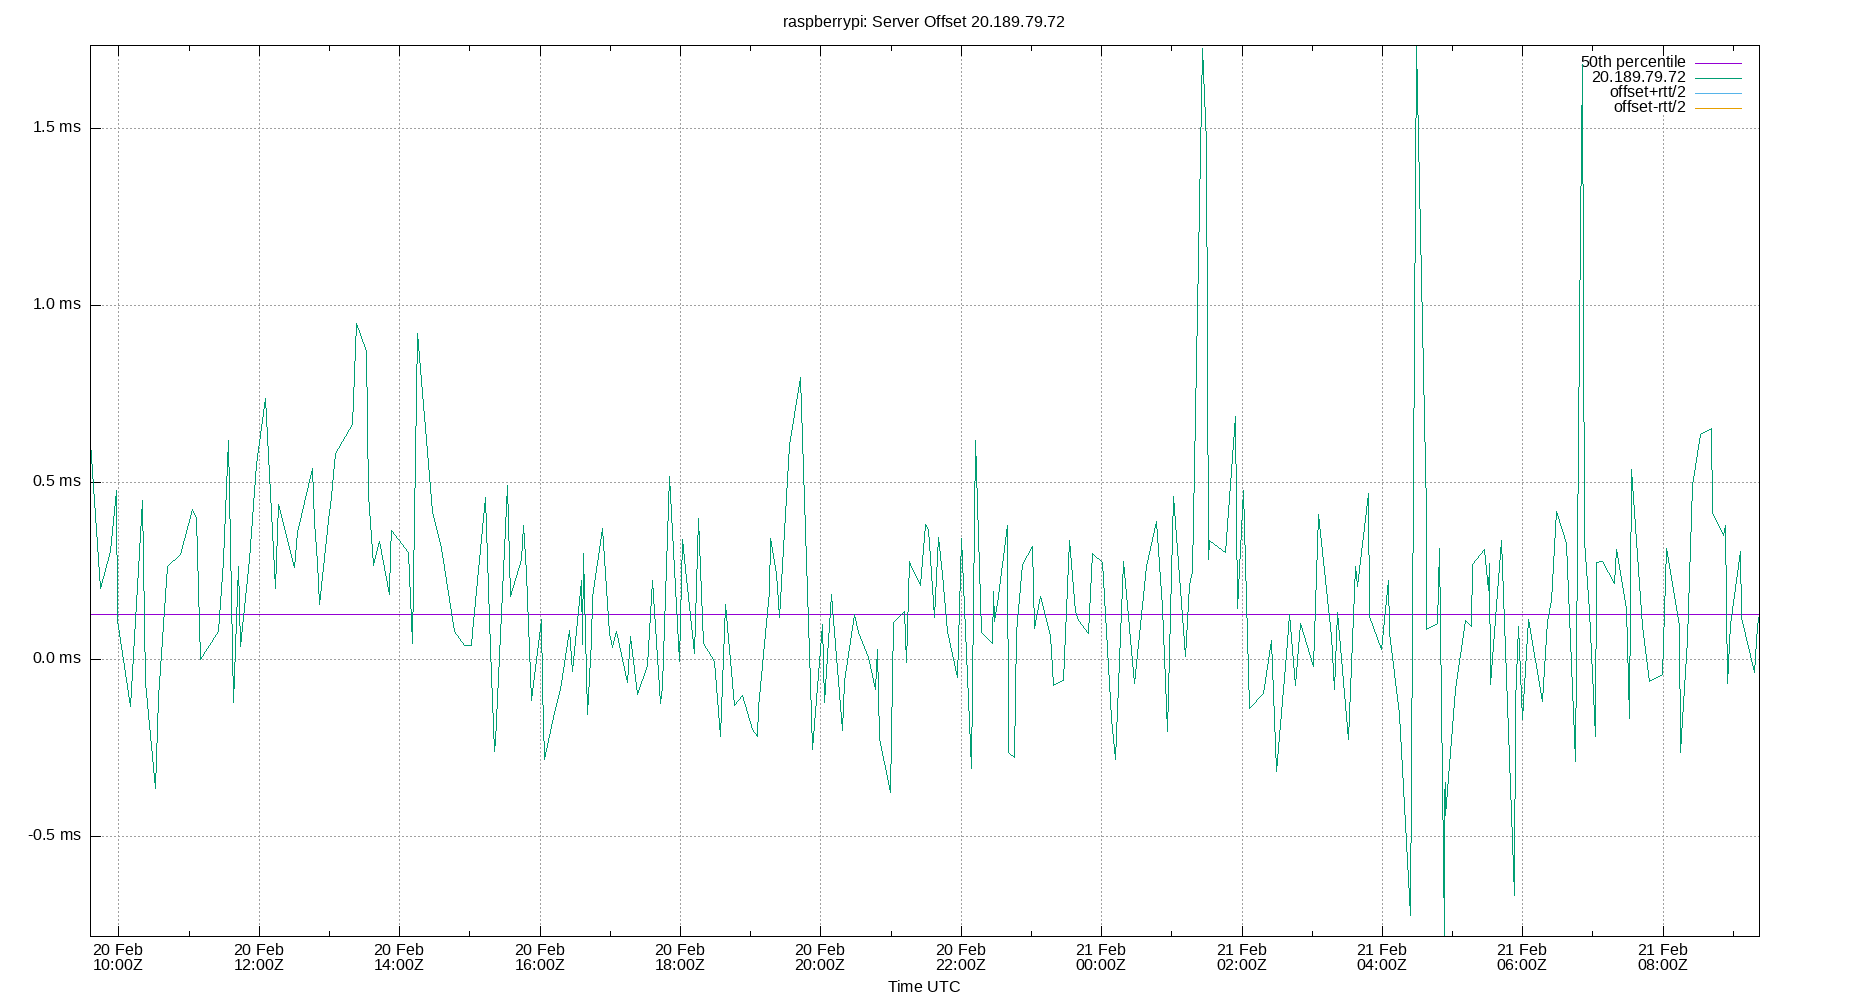 raspberrypi: Server Offset 20.189.79.72
50th percentile
20.189.79.72
offset+rtt/2
offset-rtt/2
1.5 ms
1.0 ms
0.5 ms
0.0 ms
-0.5 ms
20 Feb 20 Feb 20 Feb 20 Feb 20 Feb 20 Feb 20 Feb 21 Feb 21 Feb 21 Feb 21 Feb 21 Feb
10:00Z 12:00Z 14:00Z 16:00Z 18:00Z 20:00Z 22:00Z 00:00Z 02:00Z 04:00Z 06:00Z 08:00Z
Time UTC